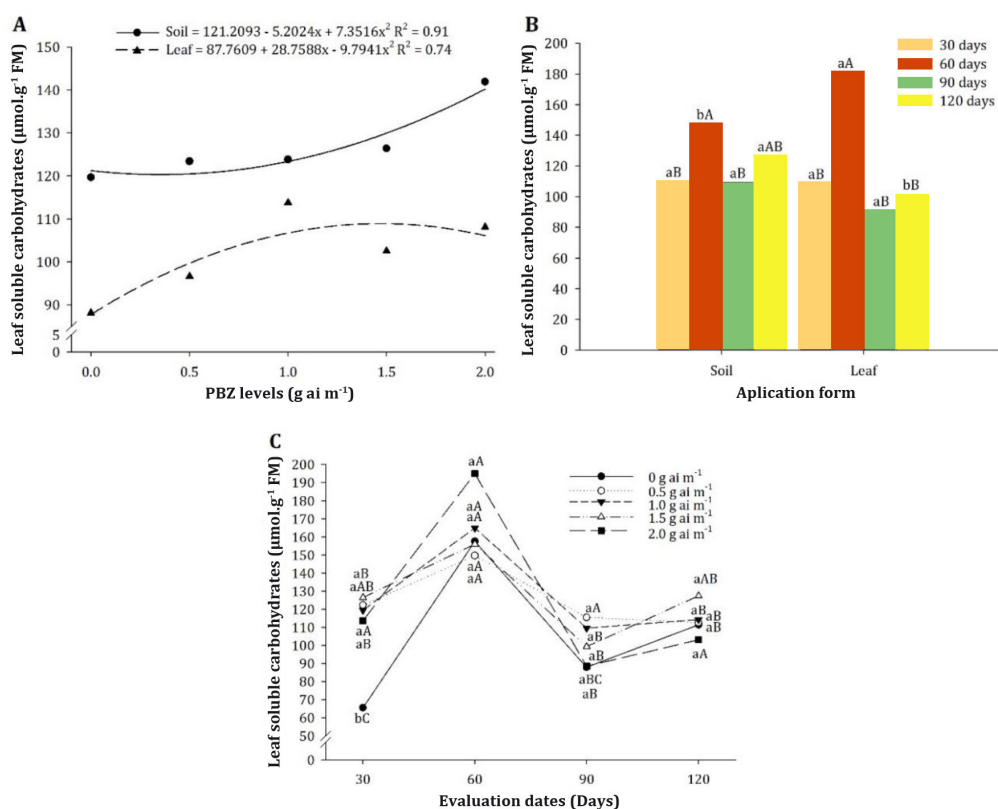 A
Soil = 121.2093 - 5.2024x + 7.3516x² R² = 0.91
Leaf = 87.7609 + 28.7588x - 9.7941x² R² = 0.74
Leaf soluble carbohydrates (µmol.g⁻¹ FM)
150
140
130
120
110
100
90
5
0
0.0 0.5 1.0 1.5 2.0
PBZ levels (g ai m⁻¹)
B
Leaf soluble carbohydrates (µmol.g⁻¹ FM)
200
180
160
140
120
100
80
60
40
20
0
30 days
60 days
90 days
120 days
aB bA aB aAB aB aA aB bB
Soil Leaf
Aplication form
C
Leaf soluble carbohydrates (µmol.g⁻¹ FM)
200
190
180
170
160
150
140
130
120
110
100
90
80
70
60
50
0
0 g ai m⁻¹
0.5 g ai m⁻¹
1.0 g ai m⁻¹
1.5 g ai m⁻¹
2.0 g ai m⁻¹
aB
aAB
aA
aB
bC
aA
aA
aA
aA
aA
aA
aB
aB
aBC
aB
aAB
aB
aB
aB
aA
30 60 90 120
Evaluation dates (Days)